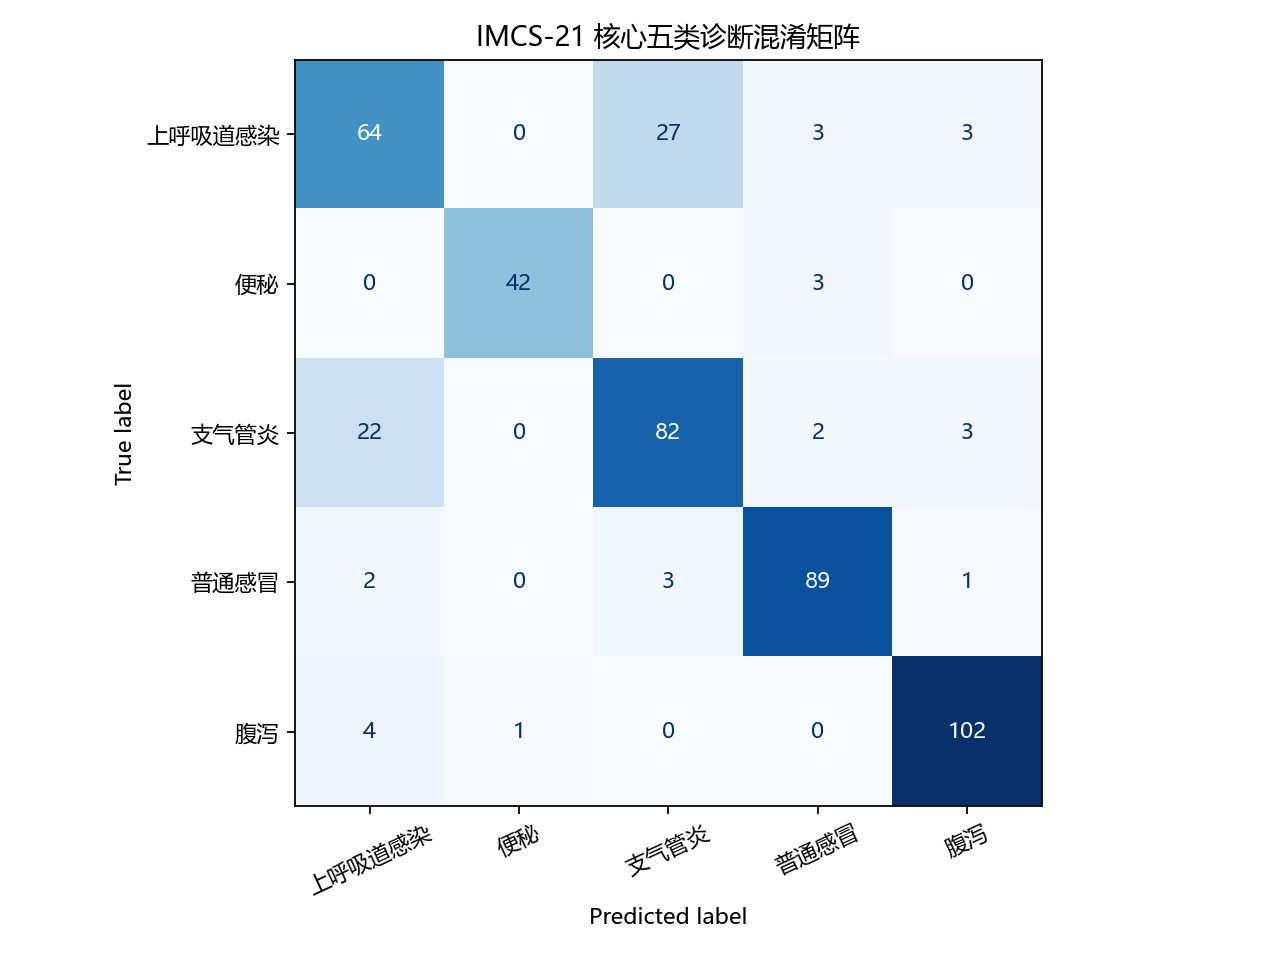 IMCS-21 核心五类诊断混淆矩阵
上呼吸道感染 64 0 27 3 3
便秘 0 42 0 3 0
支气管炎 22 0 82 2 3
普通感冒 2 0 3 89 1
腹泻 4 1 0 0 102
True label
上呼吸道感染 便秘 支气管炎 普通感冒 腹泻
Predicted label